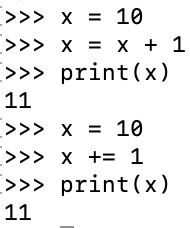 >>> x = 10
>>> x = x + 1
>>> print(x)
11
>>> x = 10
>>> x += 1
>>> print(x)
11